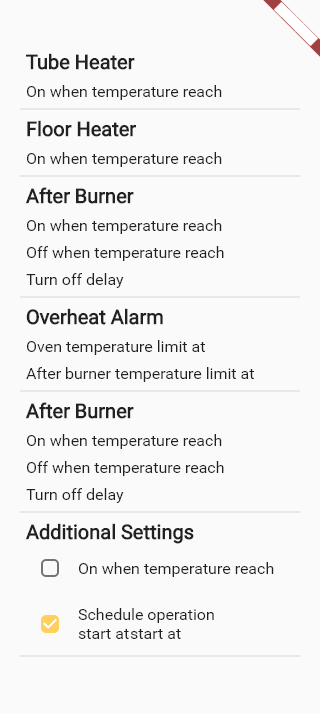 Tube Heater
On when temperature reach
Floor Heater
On when temperature reach
After Burner
On when temperature reach
Off when temperature reach
Turn off delay
Overheat Alarm
Oven temperature limit at
After burner temperature limit at
After Burner
On when temperature reach
Off when temperature reach
Turn off delay
Additional Settings
On when temperature reach
Schedule operation
start atstart at